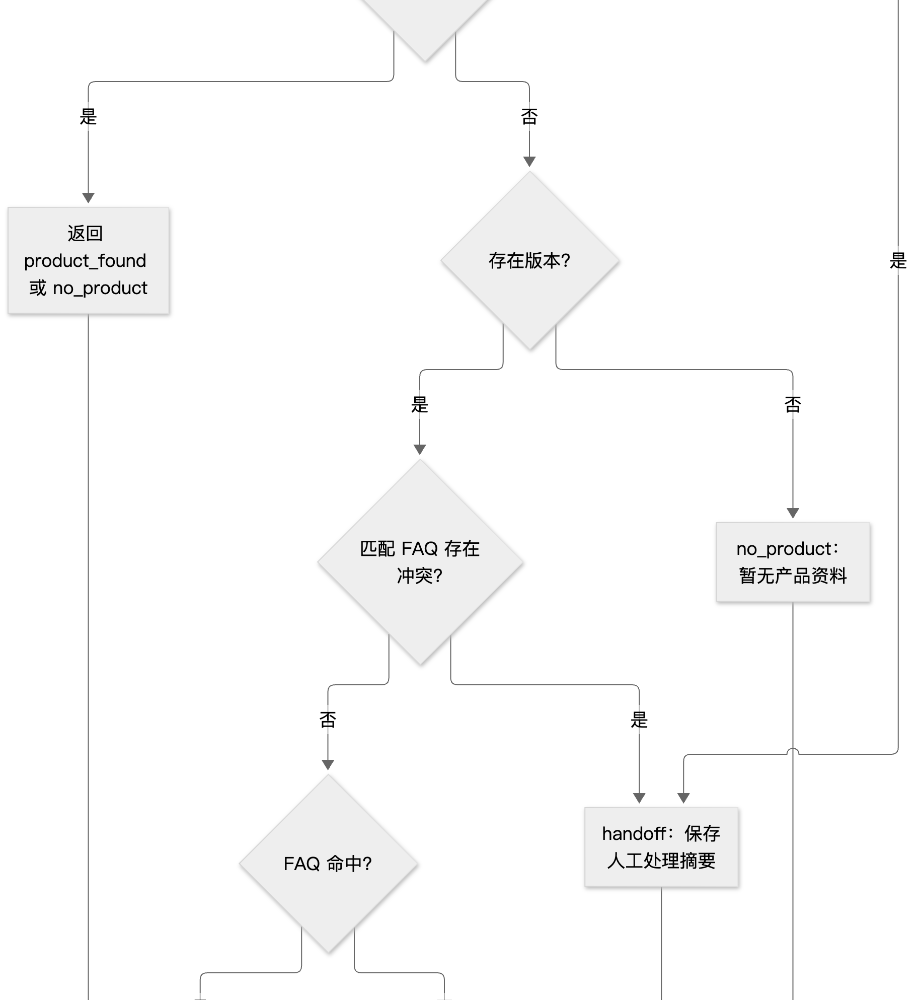 是
否
返回
product_found
或 no_product
存在版本？
是
是
否
匹配 FAQ 存在
冲突？
no_product：
暂无产品资料
否
是
handoff：保存
人工处理摘要
FAQ 命中？